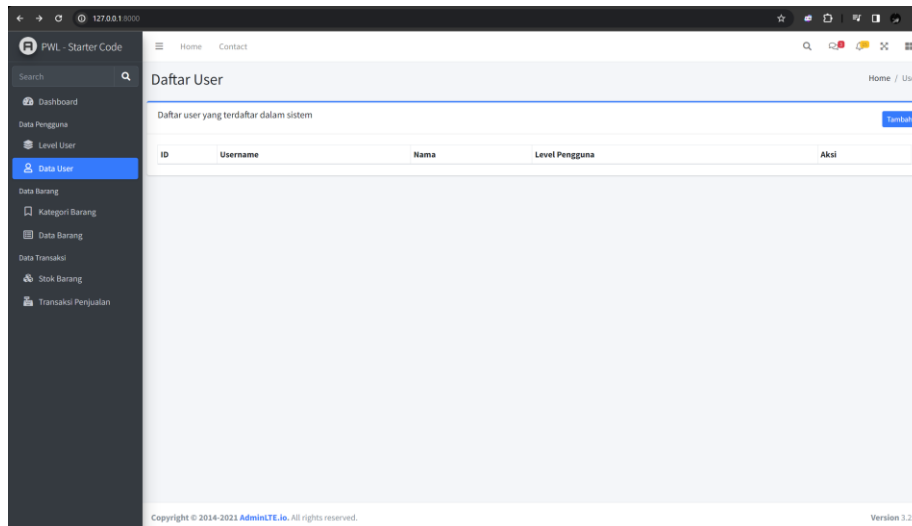 127.0.0.1:8000
PWL - Starter Code
Home Contact
Search
Daftar User
Home /
Dashboard
Daftar user yang terdaftar dalam sistem
Tambah
Data Pengguna
Level User
ID Username Nama Level Pengguna Aksi
Data User
Data Barang
Kategori Barang
Data Barang
Data Transaksi
Stok Barang
Transaksi Penjualan
Copyright © 2014-2021 AdminLTE.io. All rights reserved.
Version 3.2